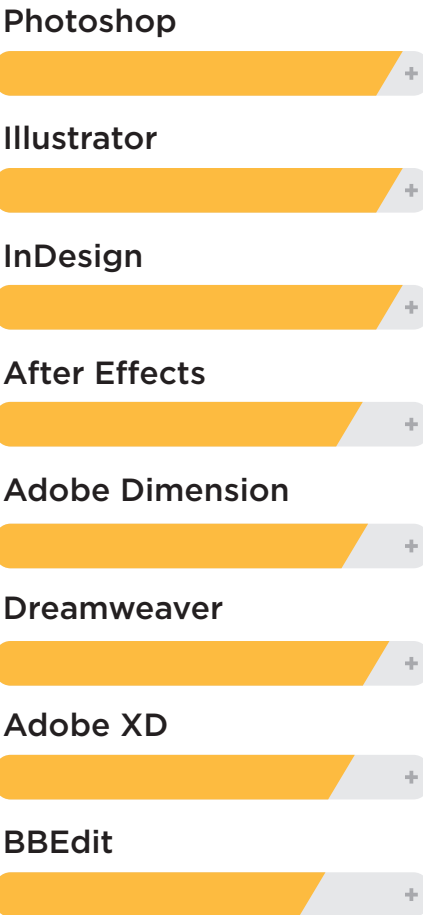 Photoshop
Illustrator
InDesign
After Effects
Adobe Dimension
Dreamweaver
Adobe XD
BBEdit